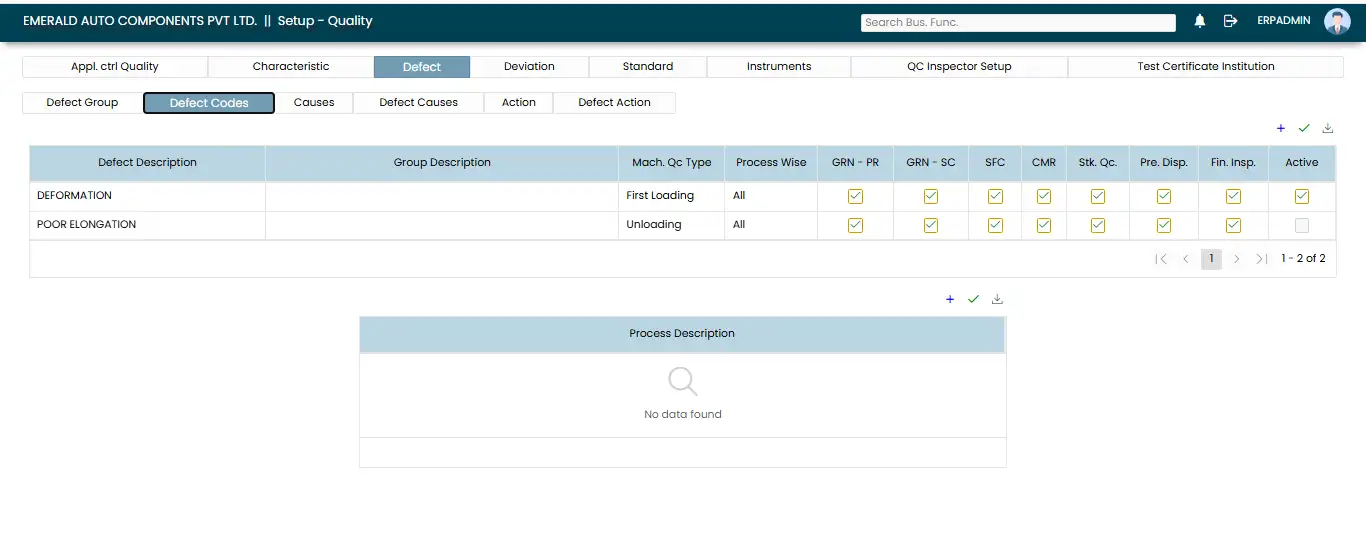 EMERALD AUTO COMPONENTS PVT LTD. || Setup - Quality Search Bus. Func. ERPADMIN
Appl. ctrl Quality Characteristic Defect Deviation Standard Instruments QC Inspector Setup Test Certificate Institution
Defect Group Defect Codes Causes Defect Causes Action Defect Action
Defect Description Group Description Mach. Qc Type Process Wise GRN - PR GRN - SC SFC CMR Stk. Qc. Pre. Disp. Fin. Insp. Active
DEFORMATION First Loading All
POOR ELONGATION Unloading All
1 1 - 2 of 2
Process Description
No data found